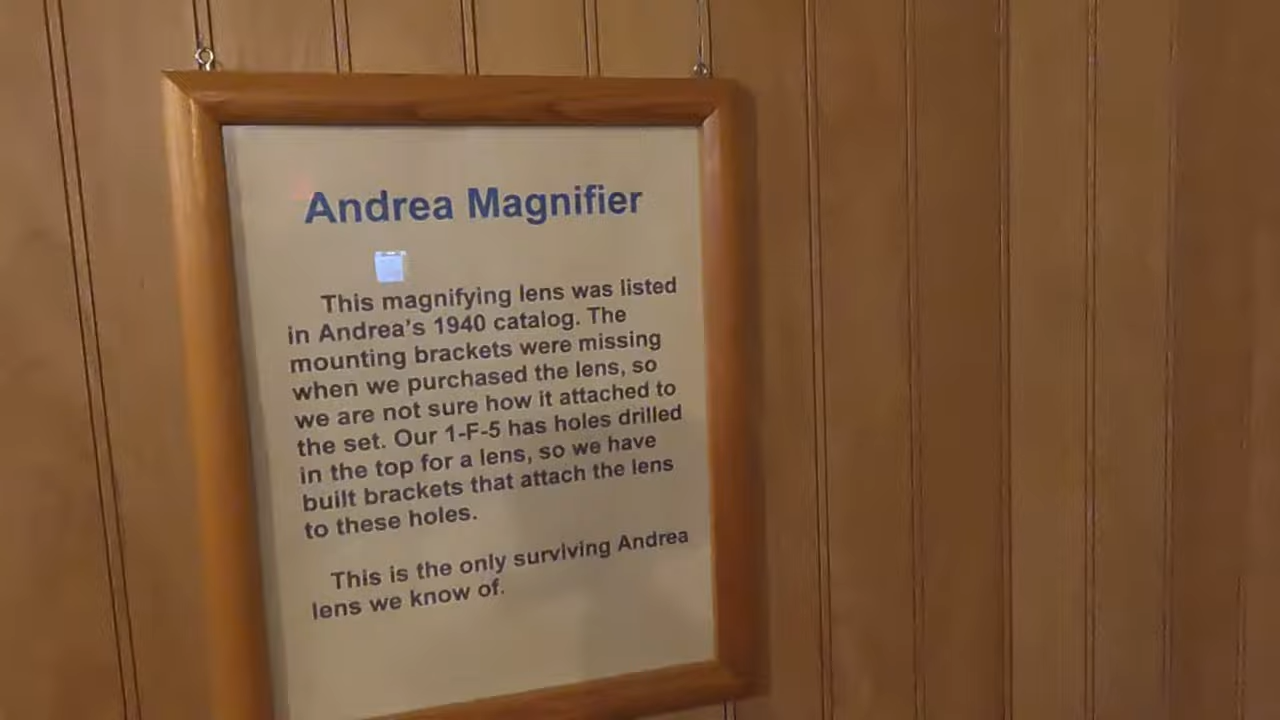 Andrea Magnifier
This magnifying lens was listed
in Andrea's 1940 catalog. The
mounting brackets were missing
when we purchased the lens, so
we are not sure how it attached to
the set. Our 1-F-5 has holes drilled
in the top for a lens, so we have
built brackets that attach the lens
to these holes.
This is the only surviving Andrea
lens we know of.